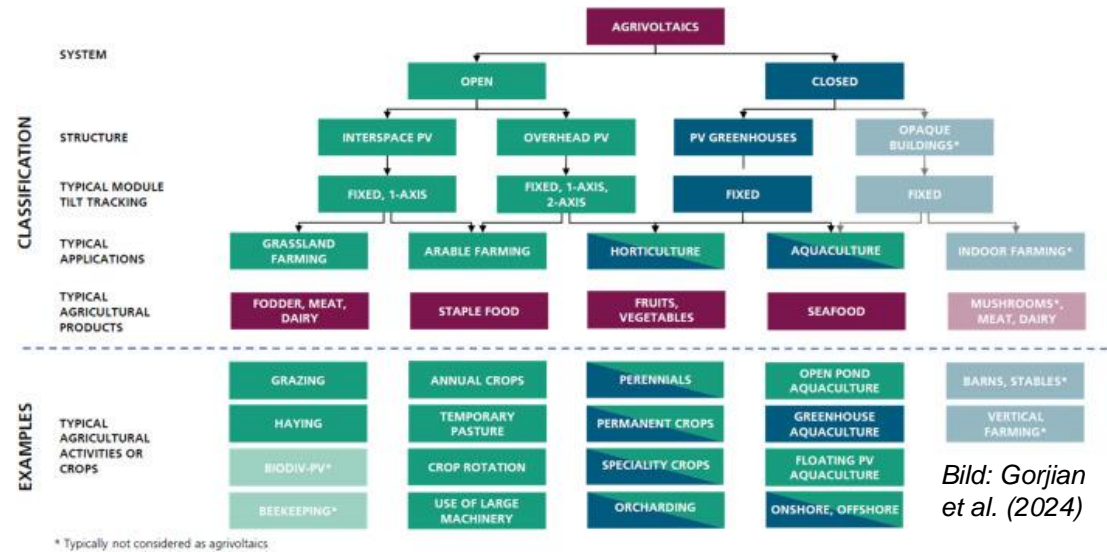 AGRIVOLTAICS
SYSTEM
OPEN
CLOSED
CLASSIFICATION
STRUCTURE
INTERSPACE PV
OVERHEAD PV
PV GREENHOUSES
OPAQUE
BUILDINGS*
TYPICAL MODULE
TILT TRACKING
FIXED, 1-AXIS
FIXED, 1-AXIS,
2-AXIS
FIXED
FIXED
TYPICAL
APPLICATIONS
GRASSLAND
FARMING
ARABLE FARMING
HORTICULTURE
AQUACULTURE
INDOOR FARMING*
TYPICAL
AGRICULTURAL
PRODUCTS
FODDER, MEAT,
DAIRY
STAPLE FOOD
FRUITS,
VEGETABLES
SEAFOOD
MUSHROOMS*,
MEAT, DAIRY
EXAMPLES
TYPICAL
AGRICULTURAL
ACTIVITIES OR
CROPS
GRAZING
ANNUAL CROPS
PERENNIALS
OPEN POND
AQUACULTURE
BARNS, STABLES*
HAYING
TEMPORARY
PASTURE
PERMANENT CROPS
GREENHOUSE
AQUACULTURE
VERTICAL
FARMING*
BIODIV-PV*
CROP ROTATION
SPECIALITY CROPS
FLOATING PV
AQUACULTURE
BEEKEEPING*
USE OF LARGE
MACHINERY
ORCHARDING
ONSHORE, OFFSHORE
Bild: Gorjian
et al. (2024)
* Typically not considered as agrivoltaics